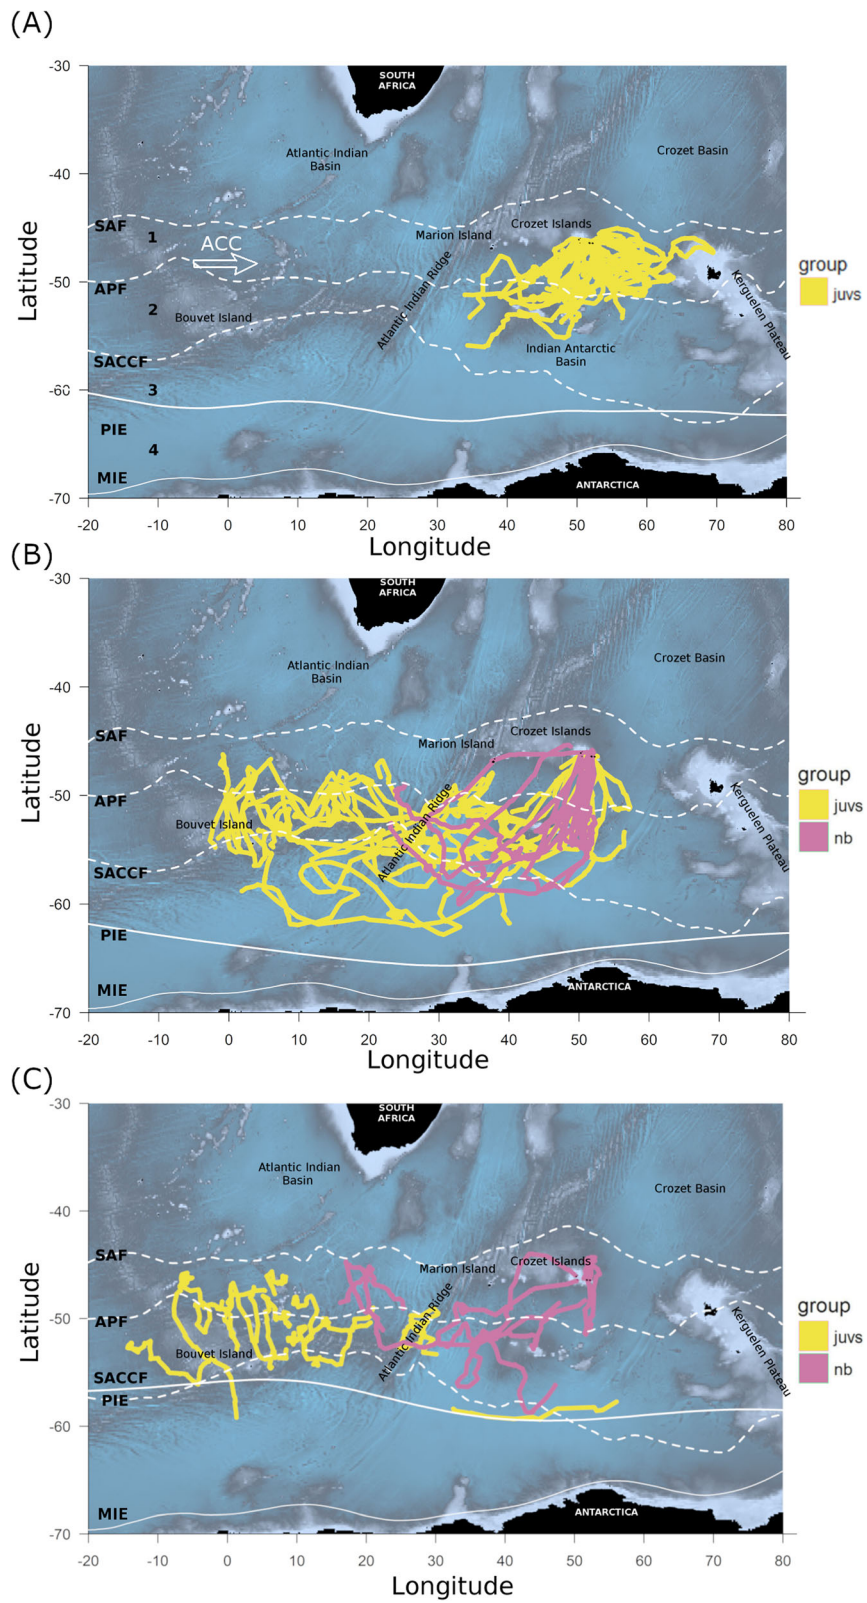 (A)
-30
SOUTH
AFRICA
Atlantic Indian
Basin
Crozet Basin
-40
SAF
1
ACC
Marion Island
Crozet Islands
group
juvs
Latitude
-50
APF
2
Bouvet Island
Atlantic Indian Ridge
Kerguelen Plateau
Indian Antarctic
Basin
SACCF
3
-60
PIE
4
MIE
ANTARCTICA
-70
-20
-10
0
10
20
30
40
50
60
70
80
Longitude
(B)
-30
SOUTH
AFRICA
Atlantic Indian
Basin
Crozet Basin
-40
SAF
Marion Island
Crozet Islands
group
juvs
nb
Latitude
-50
APF
Bouvet Island
Atlantic Indian Ridge
Kerguelen Plateau
SACCF
-60
PIE
MIE
ANTARCTICA
-70
-20
-10
0
10
20
30
40
50
60
70
80
Longitude
(C)
-30
SOUTH
AFRICA
Atlantic Indian
Basin
Crozet Basin
-40
SAF
Marion Island
Crozet Islands
group
juvs
nb
Latitude
-50
APF
Bouvet Island
Atlantic Indian Ridge
Kerguelen Plateau
SACCF
PIE
-60
MIE
ANTARCTICA
-70
-20
-10
0
10
20
30
40
50
60
70
80
Longitude